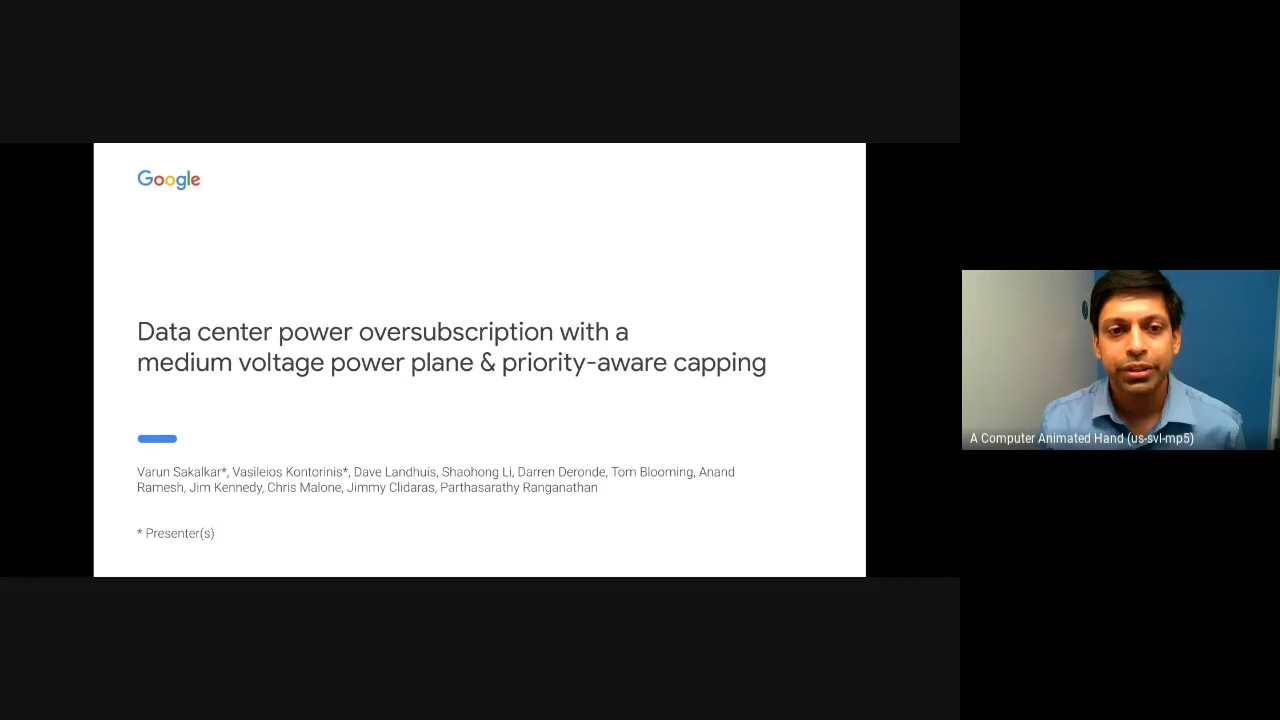 Google
Data center power oversubscription with a
medium voltage power plane & priority-aware capping
Varun Sakalkar*, Vasileios Kontorinis*, Dave Landhuis, Shaohong Li, Darren Deronde, Tom Blooming, Anand
Ramesh, Jim Kennedy, Chris Malone, Jimmy Clidaras, Parthasarathy Ranganathan
* Presenter(s)
A Computer Animated Hand (us-svl-mp5)